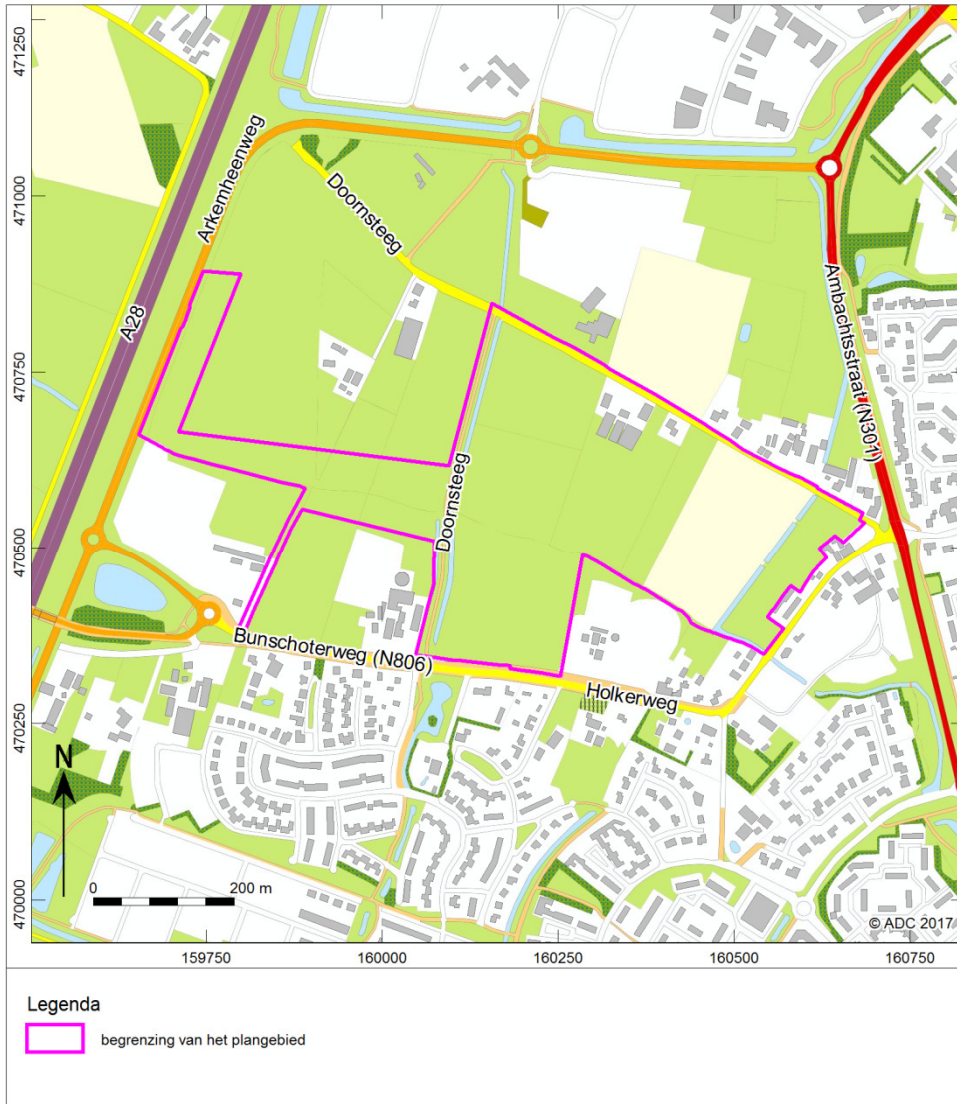 471250
471000
470750
470500
470250
470000
Arkemheenweg
Doornsteeg
A28
Ambachtsstraat (N301)
Doornsteeg
Bunschoterweg (N806)
Holkerweg
N
0 200 m
© ADC 2017
159750 160000 160250 160500 160750
Legenda
begrenzing van het plangebied